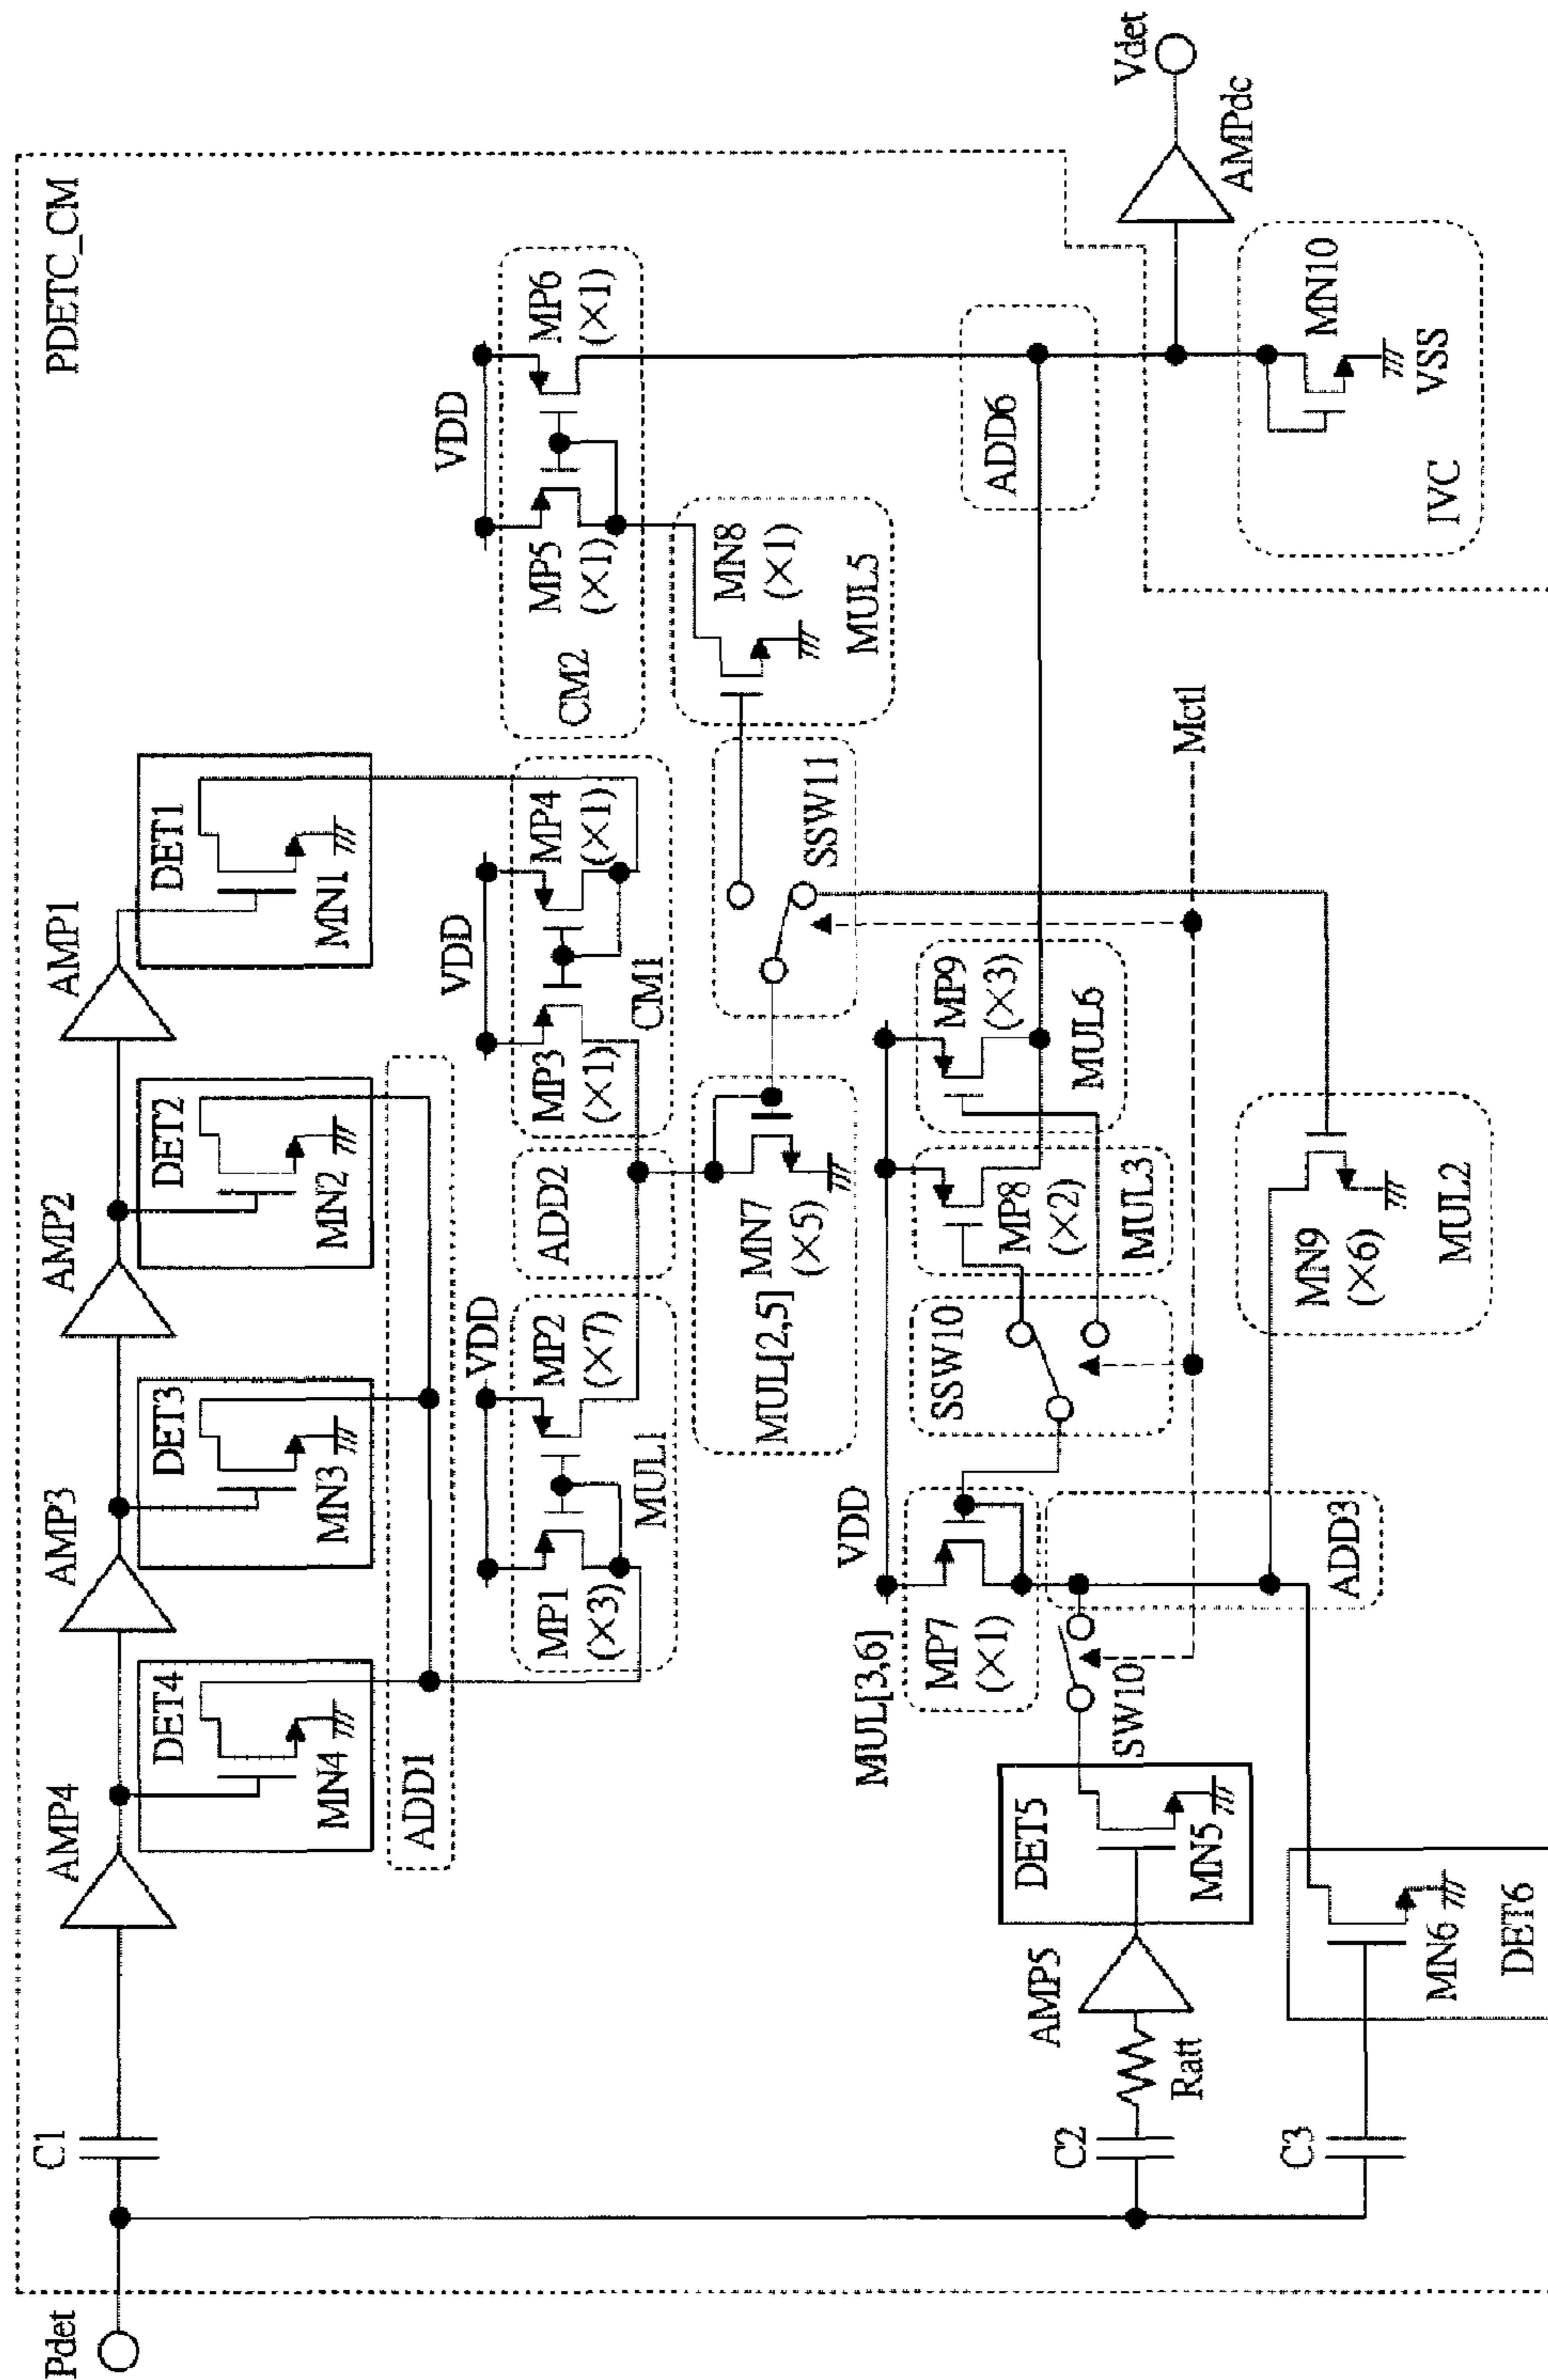 PDETC_CM
Pdet
C1
AMP4
AMP3
AMP2
AMP1
DET4
MN4
DET3
MN3
DET2
MN2
DET1
MN1
ADD1
VDD
MP1
(×3)
MP2
(×7)
MUL1
ADD2
VDD
MP3
(×1)
MP4
(×1)
CM1
VDD
MP5
(×1)
MP6
(×1)
CM2
MUL[2,5]
MN7
(×5)
SSW11
MN8
(×1)
MUL5
MUL[3,6]
VDD
MP7
(×1)
SSW10
MP8
(×2)
MUL3
MP9
(×3)
MUL6
ADD6
Mctl
SW10
ADD3
MN9
(×6)
MUL2
C2
Ratt
AMP5
DET5
MN5
C3
MN6
DET6
AMPdc
Vdet
MN10
IVC
VSS